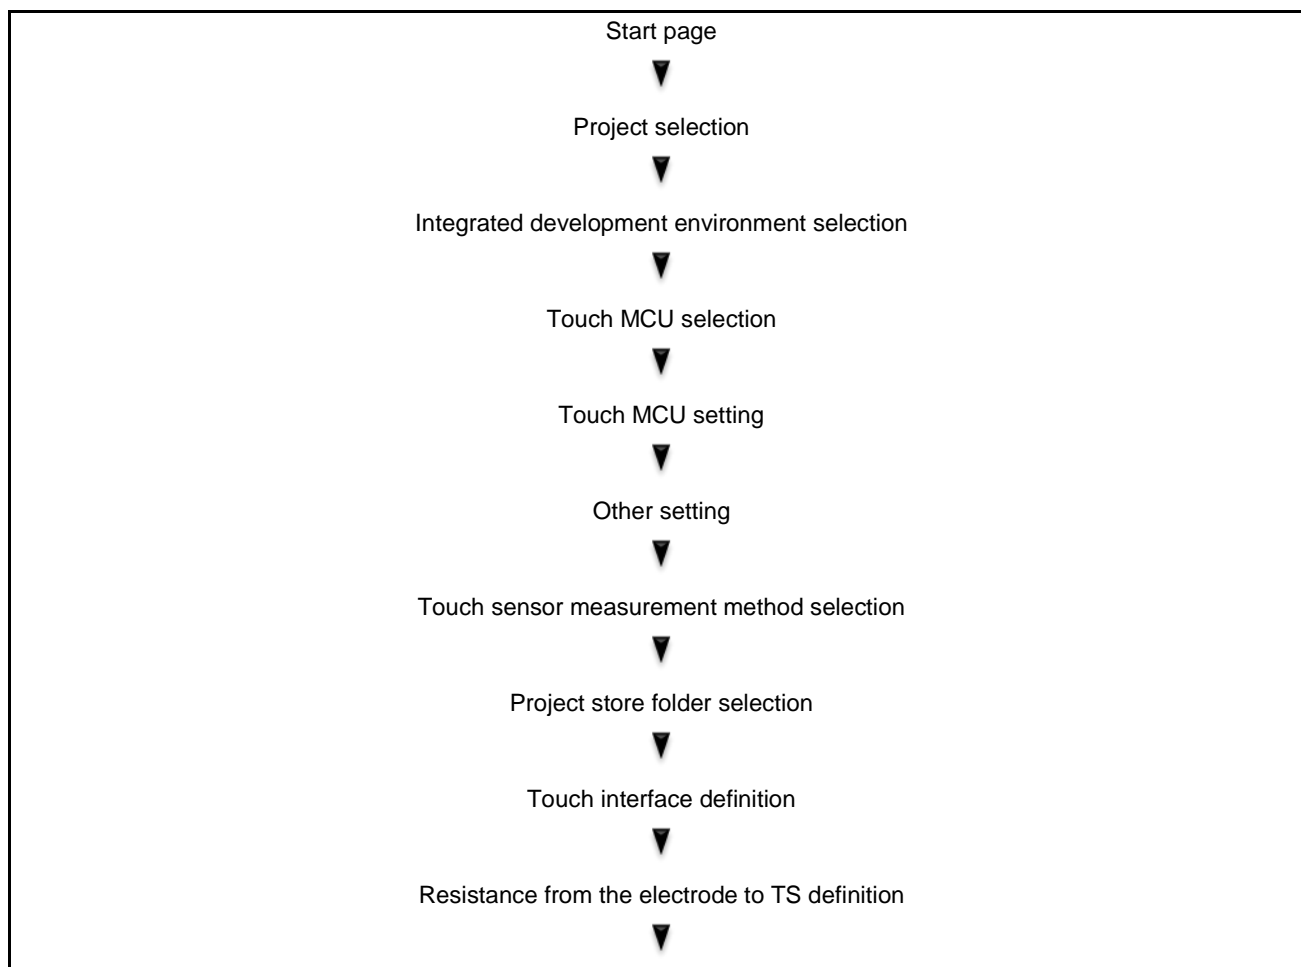 Start page
Project selection
Integrated development environment selection
Touch MCU selection
Touch MCU setting
Other setting
Touch sensor measurement method selection
Project store folder selection
Touch interface definition
Resistance from the electrode to TS definition